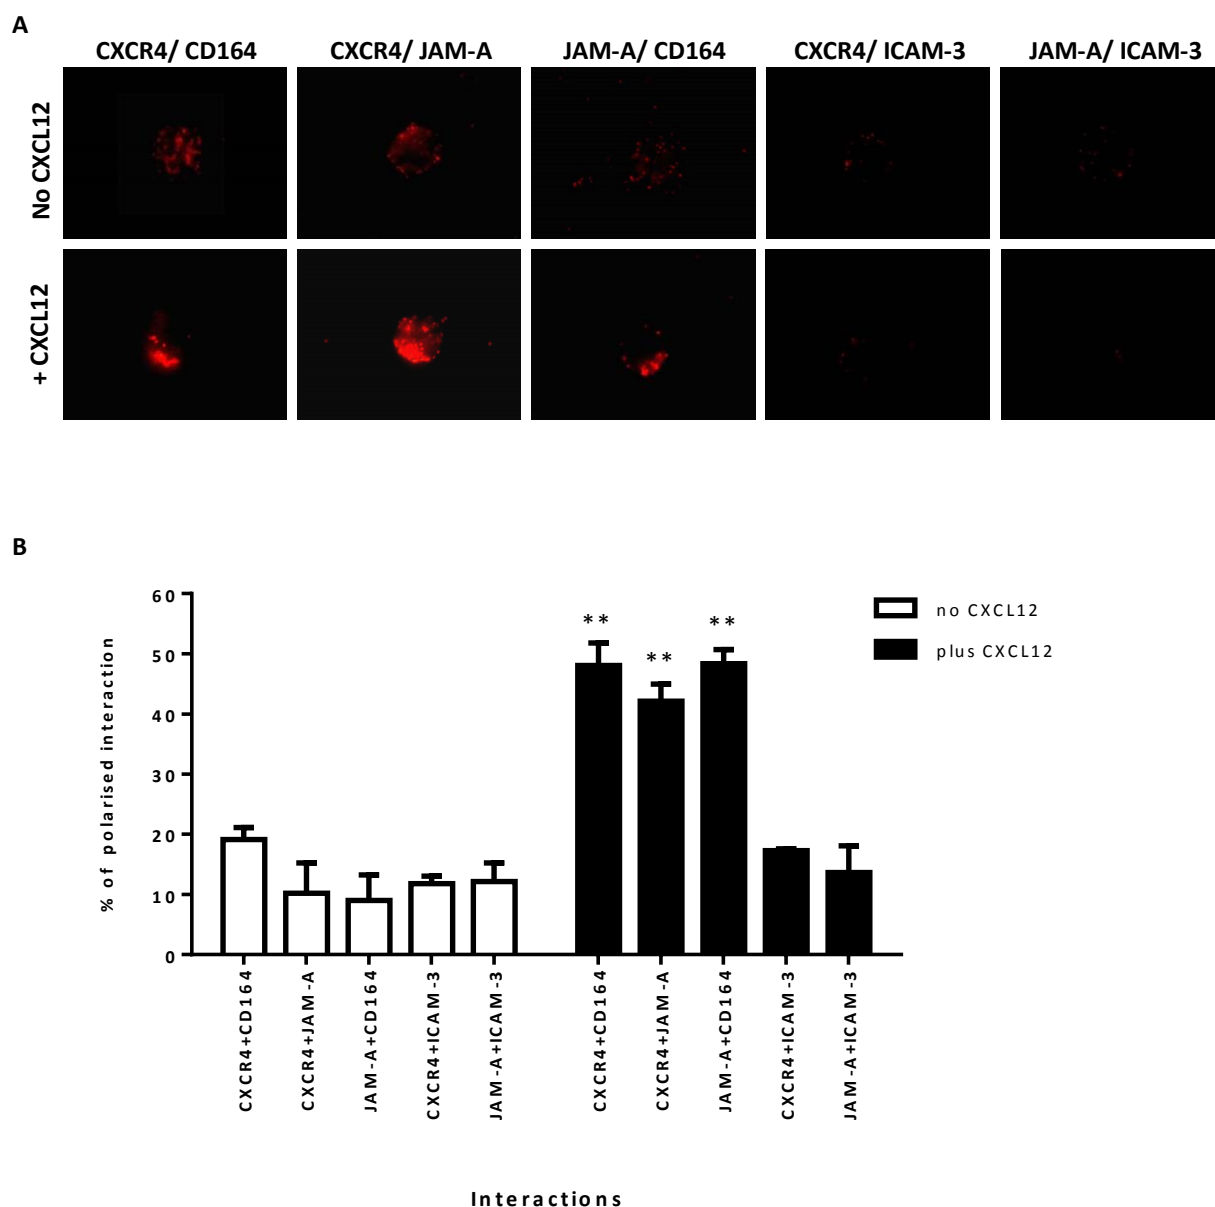 A
CXCR4/ CD164
CXCR4/ JAM-A
JAM-A/ CD164
CXCR4/ ICAM-3
JAM-A/ ICAM-3
No CXCL12
+ CXCL12
B
% of polarised interaction
60
50
40
30
20
10
0
**
**
**
no CXCL12
plus CXCL12
CXCR4+CD164
CXCR4+JAM-A
JAM-A+CD164
CXCR4+ICAM-3
JAM-A+ICAM-3
CXCR4+CD164
CXCR4+JAM-A
JAM-A+CD164
CXCR4+ICAM-3
JAM-A+ICAM-3
Interactions